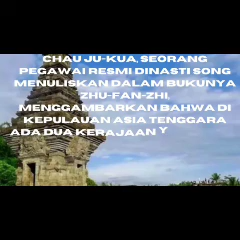 CHAU JU-KUA, SEORANG
PEGAWAI RESMI DINASTI SONG
MENULISKAN DALAM BUKUNYA
ZHU-FAN-ZHI,
MENGGAMBARKAN BAHWA DI
KEPULAUAN ASIA TENGGARA
ADA DUA KERAJAAN Y